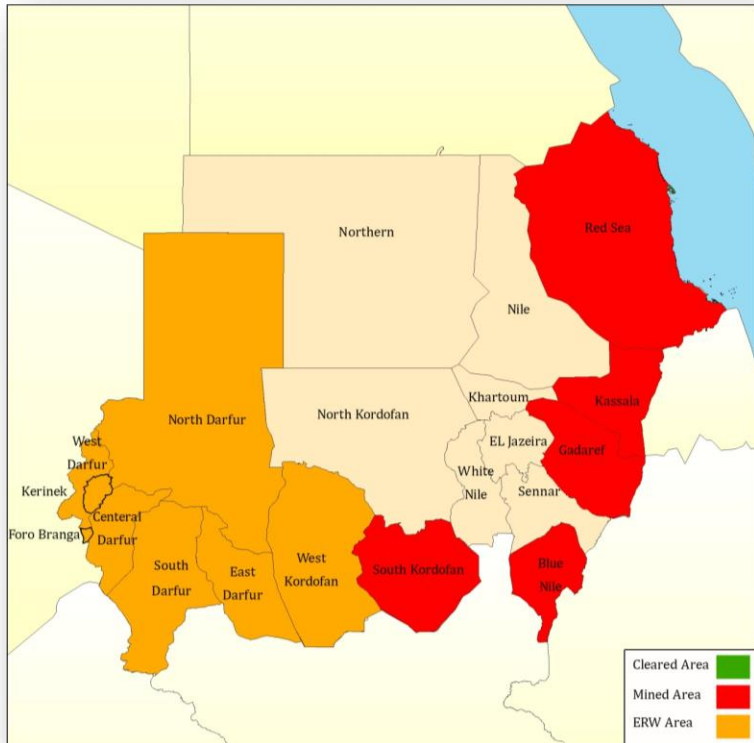 Red Sea
Northern
Nile
Khartoum
Kassala
North Kordofan
North Darfur
EL Jazeira
West
Darfur
Gadaref
White
Nile
Sennar
Kerinek
Centeral
Darfur
Foro Branga
South
Darfur
East
Darfur
West
Kordofan
South Kordofan
Blue
Nile
Cleared Area
Mined Area
ERW Area